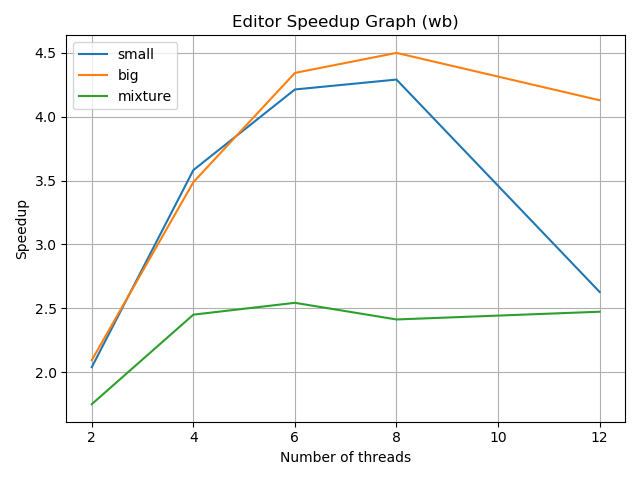 Editor Speedup Graph (wb)
small
big
mixture
Speedup
4.5
4.0
3.5
3.0
2.5
2.0
2 4 6 8 10 12
Number of threads